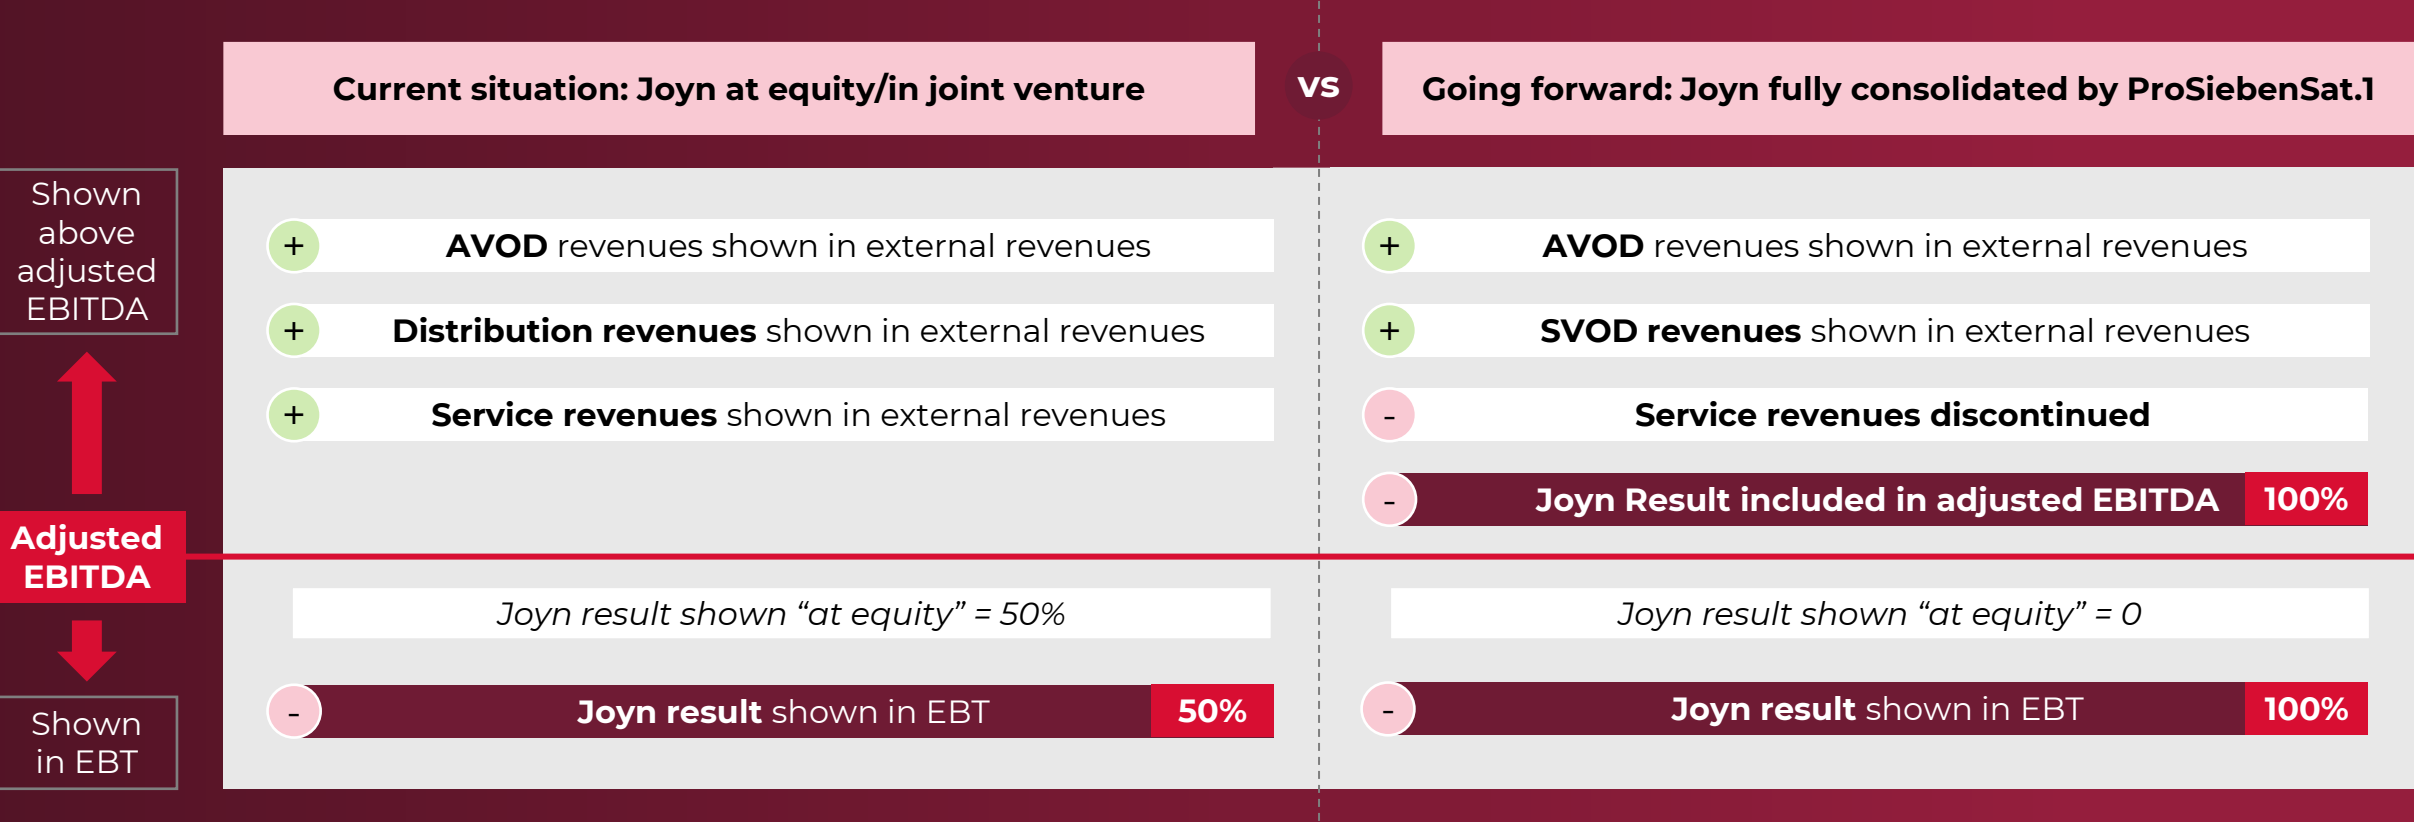 Current situation: Joyn at equity/in joint venture
VS
Going forward: Joyn fully consolidated by ProSiebenSat.1
Shown
above
adjusted
EBITDA
+
AVOD revenues shown in external revenues
+
Distribution revenues shown in external revenues
+
Service revenues shown in external revenues
+
AVOD revenues shown in external revenues
+
SVOD revenues shown in external revenues
-
Service revenues discontinued
-
Joyn Result included in adjusted EBITDA
100%
Adjusted
EBITDA
Joyn result shown “at equity” = 50%
Joyn result shown “at equity” = 0
Shown
in EBT
-
Joyn result shown in EBT
50%
-
Joyn result shown in EBT
100%